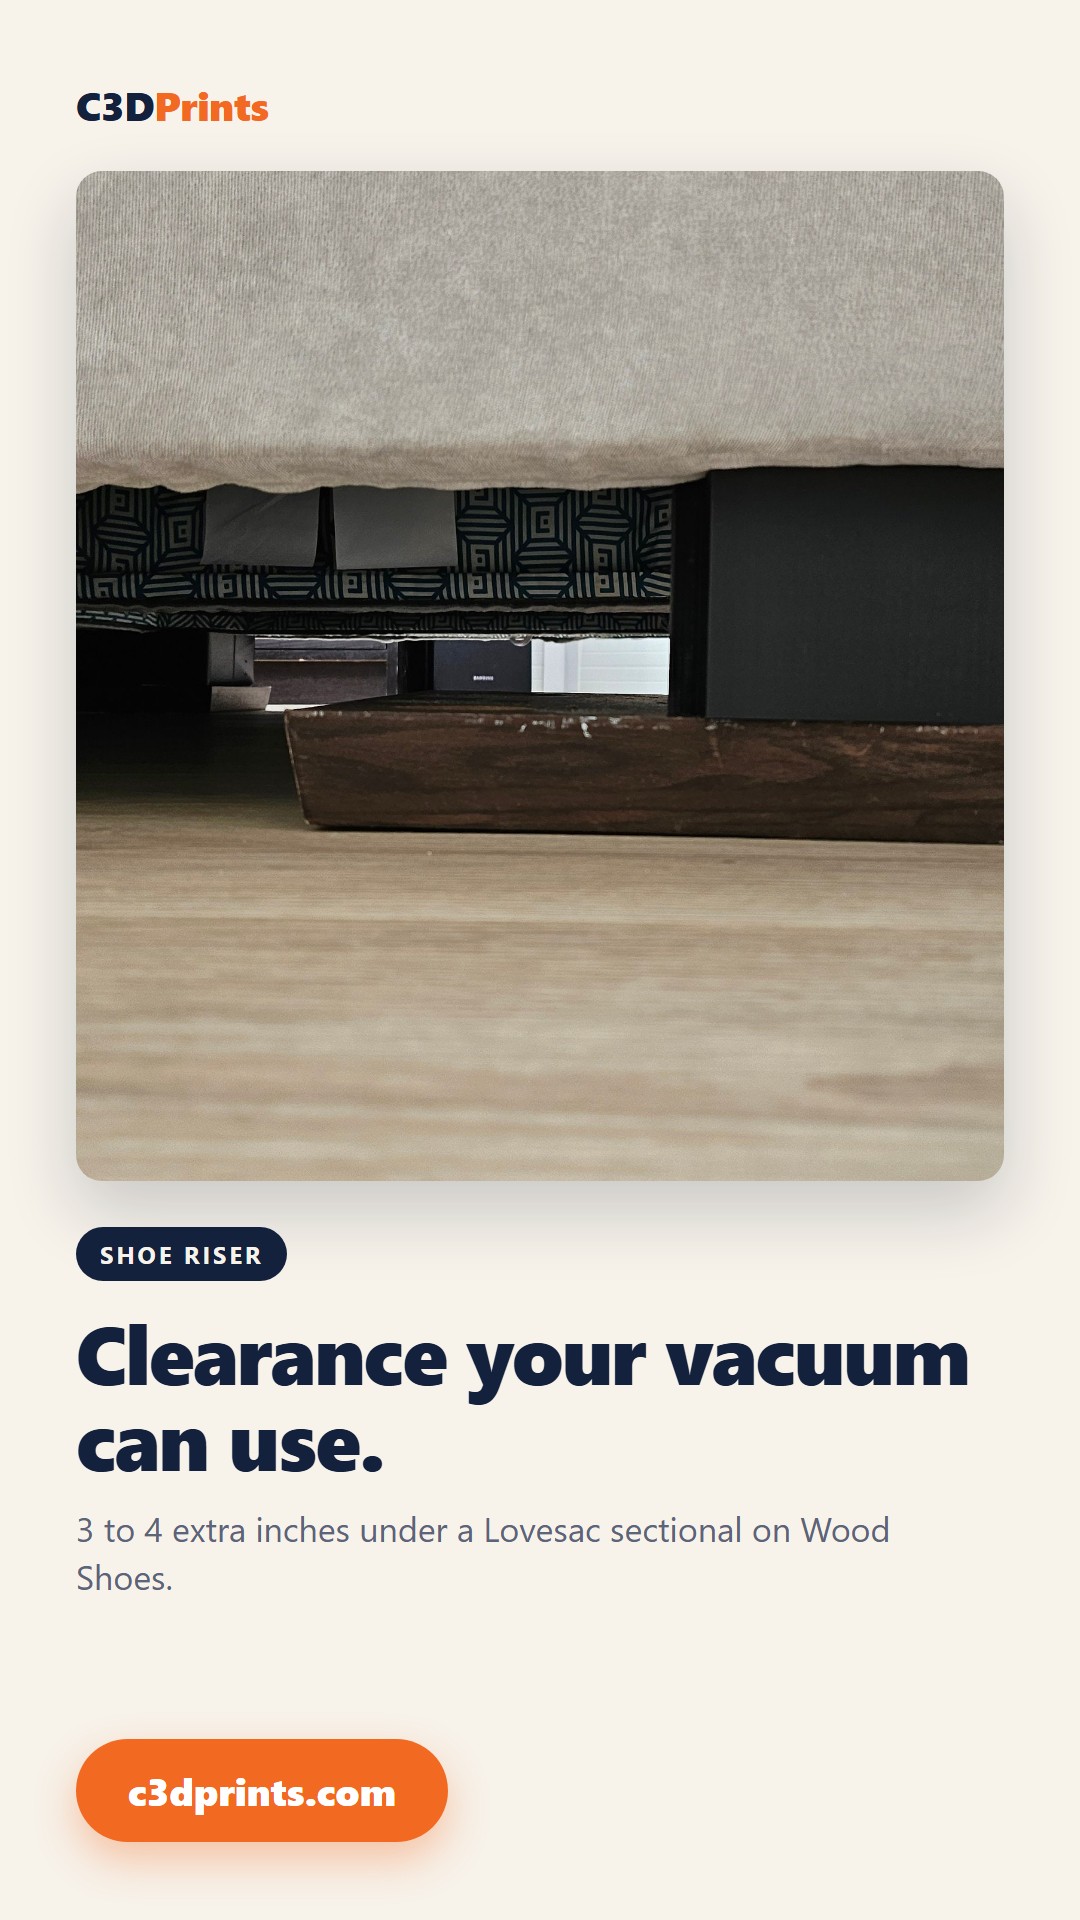 C3DPrints
SAMSUNG
SHOE RISER
Clearance your vacuum
can use.
3 to 4 extra inches under a Lovesac sectional on Wood
Shoes.
c3dprints.com